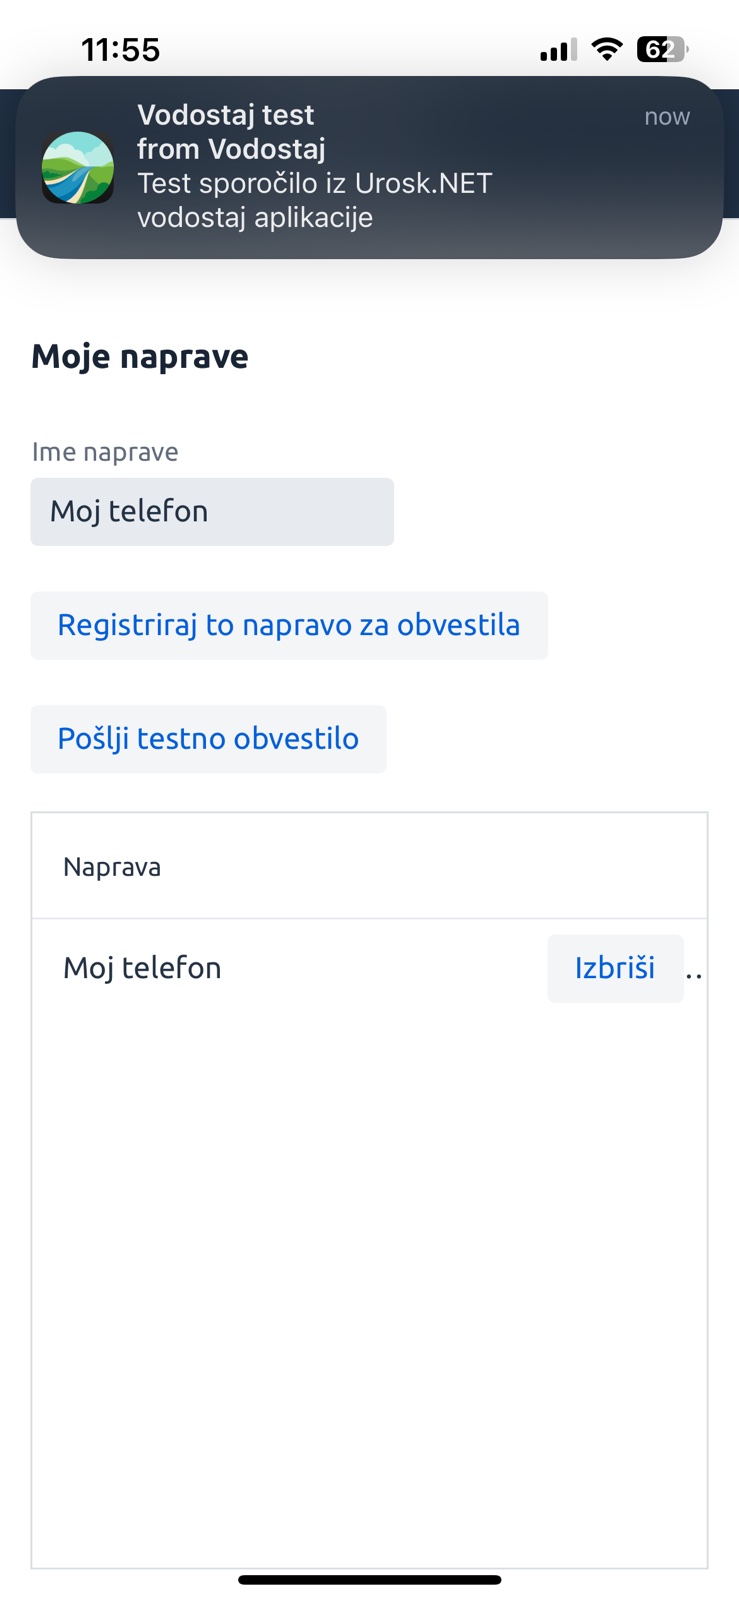 11:55
62
Vodostaj test
now
from Vodostaj
Test sporočilo iz Urosk.NET
vodostaj aplikacije
Moje naprave
Ime naprave
Moj telefon
Registriraj to napravo za obvestila
Pošlji testno obvestilo
Naprava
Moj telefon
Izbriši
..